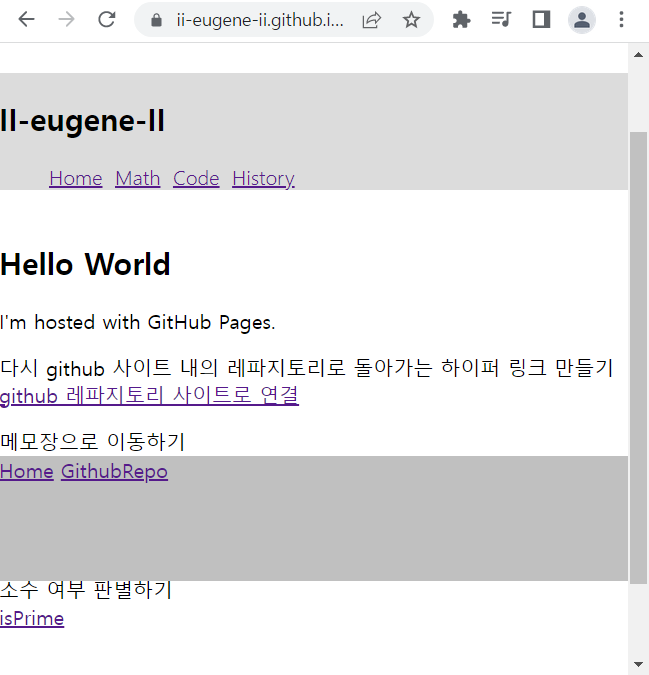 ii-eugene-ii.github.i...
II-eugene-II
Home Math Code History
Hello World
I'm hosted with GitHub Pages.
다시 github 사이트 내의 레파지토리로 돌아가는 하이퍼 링크 만들기
github 레파지토리 사이트로 연결
메모장으로 이동하기
Home GithubRepo
소수 여부 판별하기
isPrime